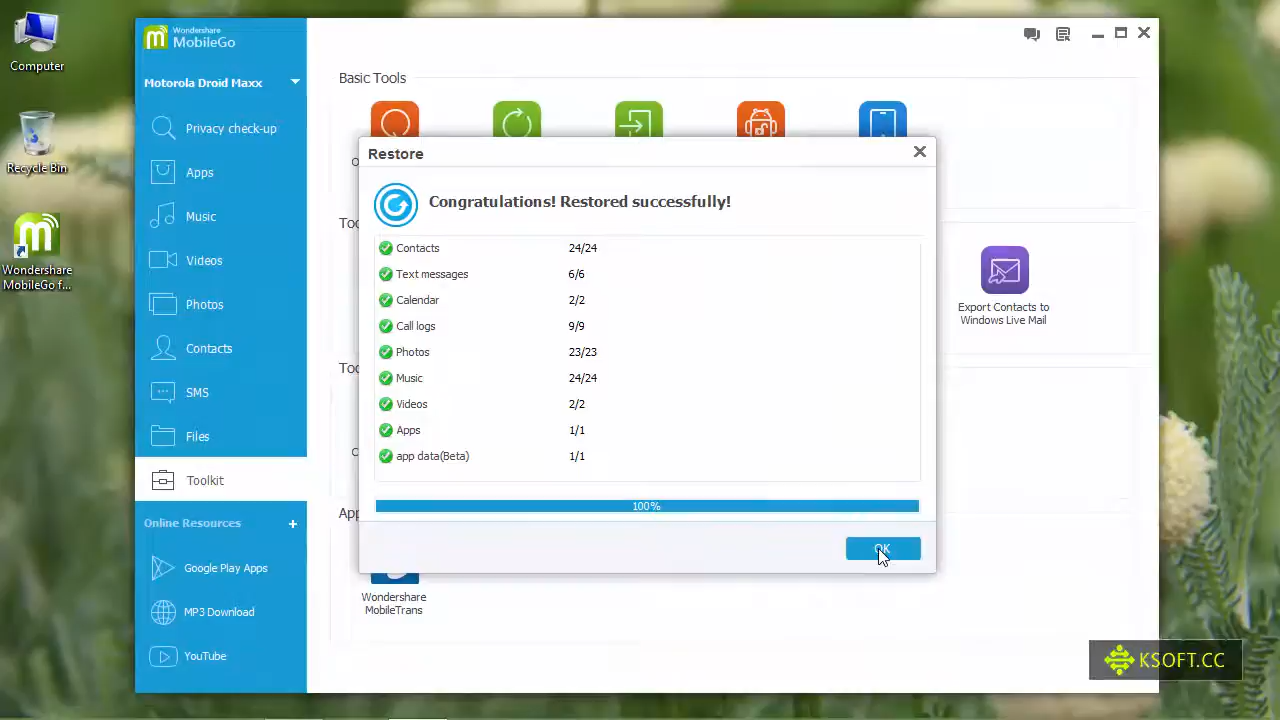 Computer
Recycle Bin
Wondershare
MobileGo f...
Wondershare
MobileGo
Motorola Droid Maxx
Privacy check-up
Apps
Music
Videos
Photos
Contacts
SMS
Files
Toolkit
Online Resources
Google Play Apps
MP3 Download
YouTube
Basic Tools
Restore
Congratulations! Restored successfully!
Contacts 24/24
Text messages 6/6
Calendar 2/2
Call logs 9/9
Photos 23/23
Music 24/24
Videos 2/2
Apps 1/1
app data(Beta) 1/1
100%
OK
Export Contacts to
Windows Live Mail
Wondershare
MobileTrans
KSOFT.CC